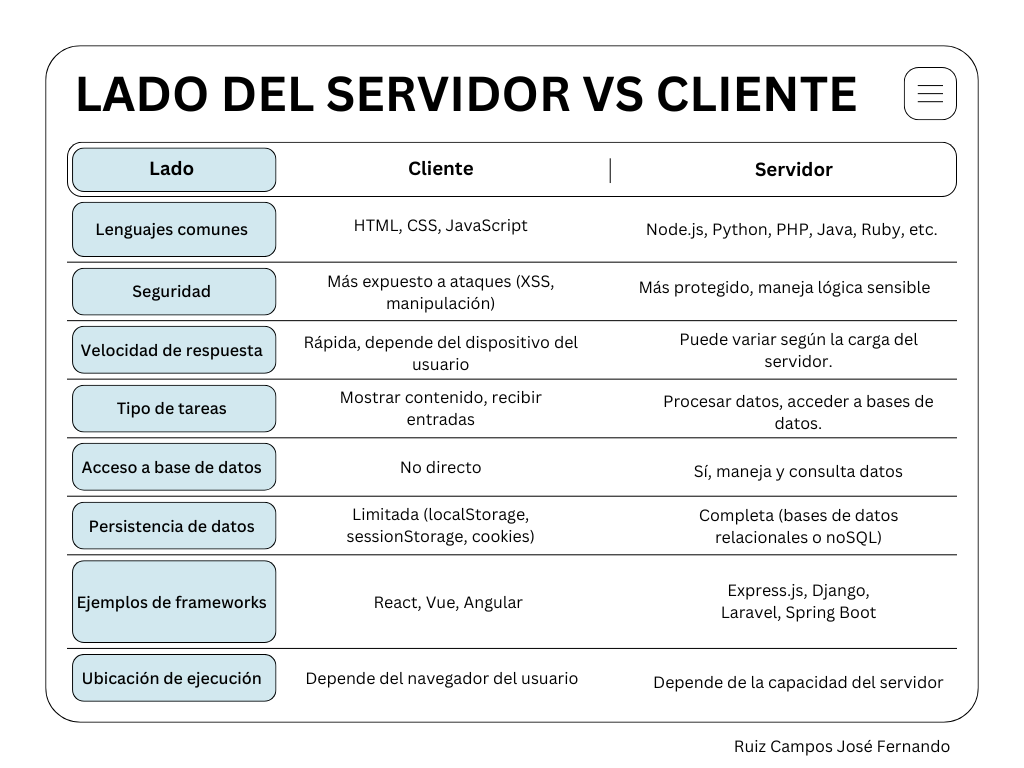 LADO DEL SERVIDOR VS CLIENTE
Lado
Cliente
Servidor
Lenguajes comunes
HTML, CSS, JavaScript
Node.js, Python, PHP, Java, Ruby, etc.
Seguridad
Más expuesto a ataques (XSS,
manipulación)
Más protegido, maneja lógica sensible
Velocidad de respuesta
Rápida, depende del dispositivo del
usuario
Puede variar según la carga del
servidor.
Tipo de tareas
Mostrar contenido, recibir
entradas
Procesar datos, acceder a bases de
datos.
Acceso a base de datos
No directo
Sí, maneja y consulta datos
Persistencia de datos
Limitada (localStorage,
sessionStorage, cookies)
Completa (bases de datos
relacionales o noSQL)
Ejemplos de frameworks
React, Vue, Angular
Express.js, Django,
Laravel, Spring Boot
Ubicación de ejecución
Depende del navegador del usuario
Depende de la capacidad del servidor
Ruiz Campos José Fernando